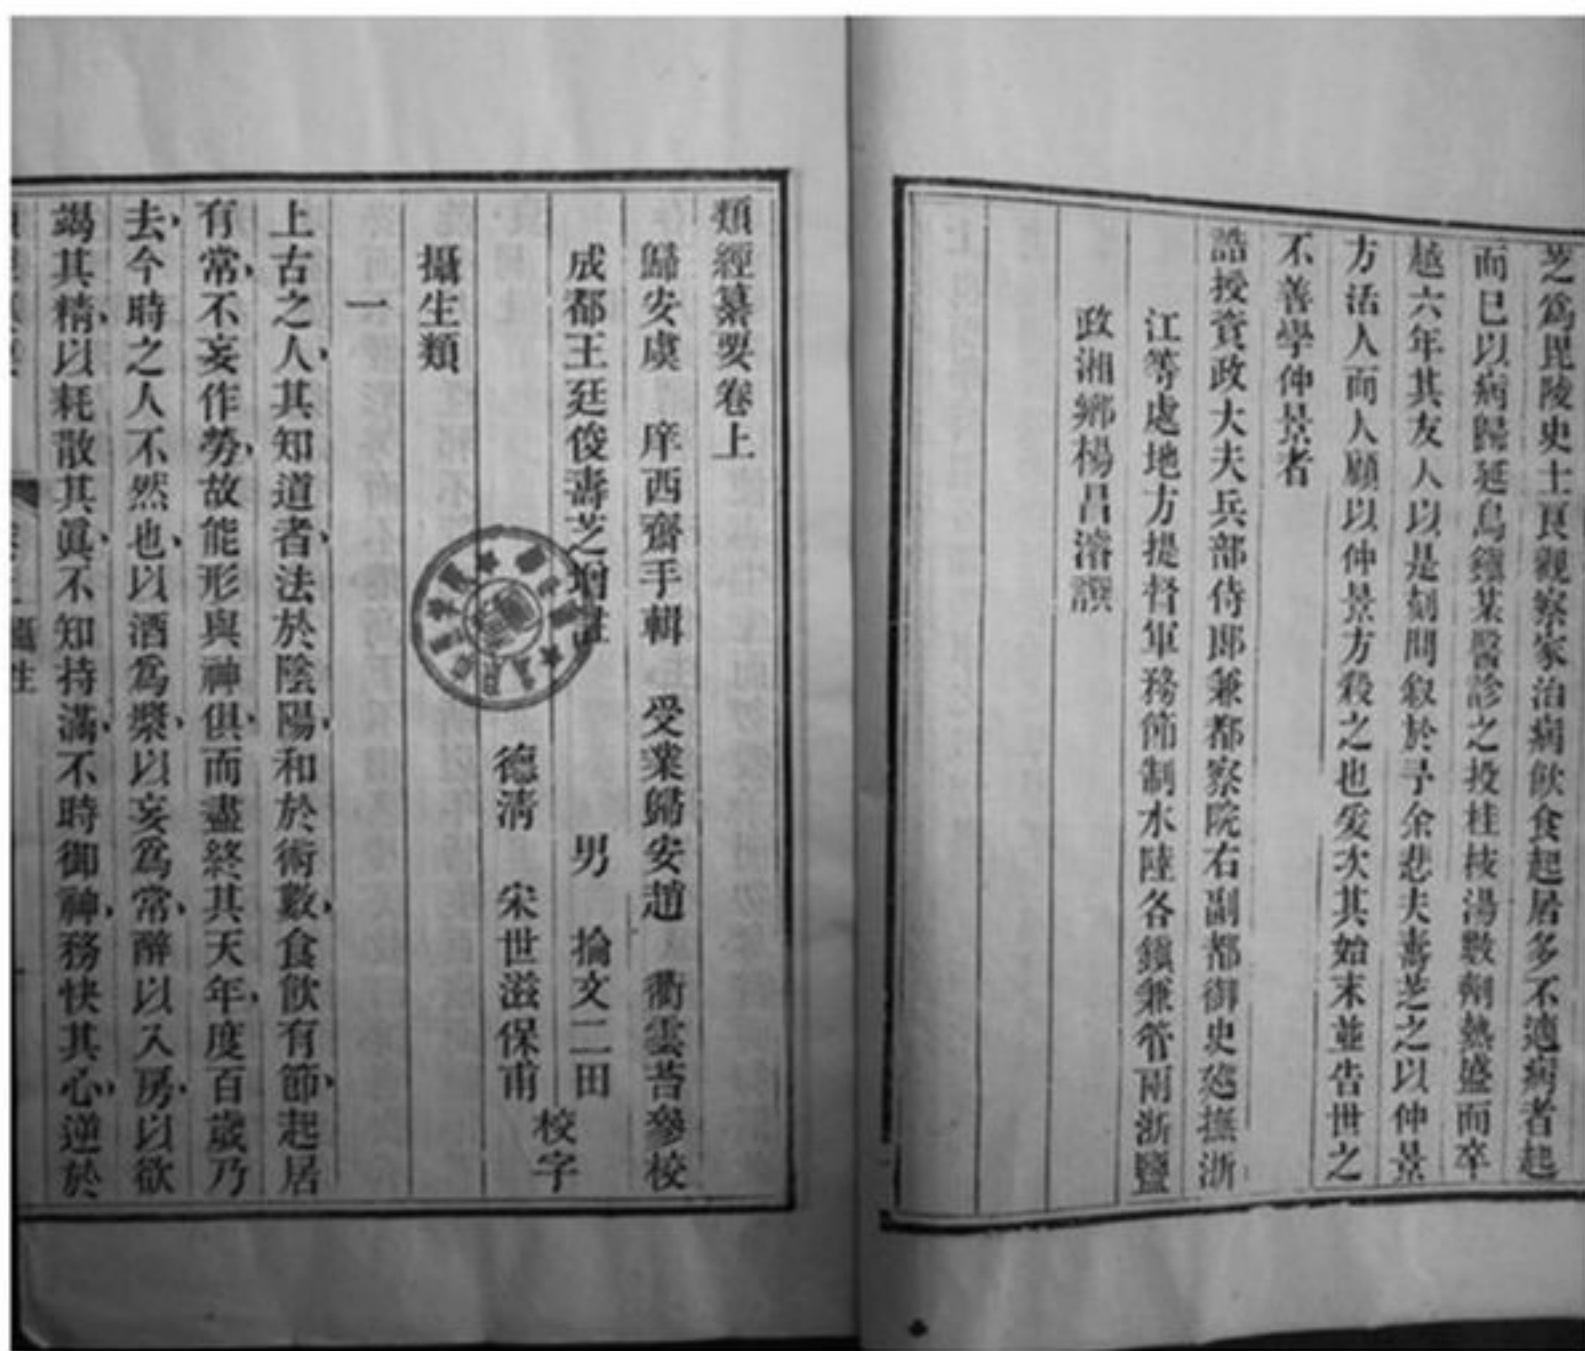 芝爲毘陵史士良觀察家治病飲食起居多不適病者起
而已以病歸延烏鎭某醫診之投桂枝湯數劑熱盛而卒
越六年其友人以是刻問叙於予余悲夫壽芝之以仲景
方活人而人顧以仲景方殺之也爰次其始末並告世之
不善學仲景者
誥授資政大夫兵部侍郎兼都察院右副都御史廵撫浙
江等處地方提督軍務節制水陸各鎭兼管兩浙鹽
政湘鄉楊昌濬譔
類經纂要卷上
歸安虞 庠西齋手輯 受業歸安趙 衢雲苔參校
成都王廷俊壽芝增註 男 掄文二田
德清 宋世滋保甫
校字
攝生類
一
上古之人其知道者法於陰陽和於術數食飲有節起居
有常不妄作勞故能形與神俱而盡終其天年度百歲乃
去今時之人不然也以酒爲漿以妄爲常醉以入房以欲
竭其精以耗散其眞不知持滿不時御神務快其心逆於